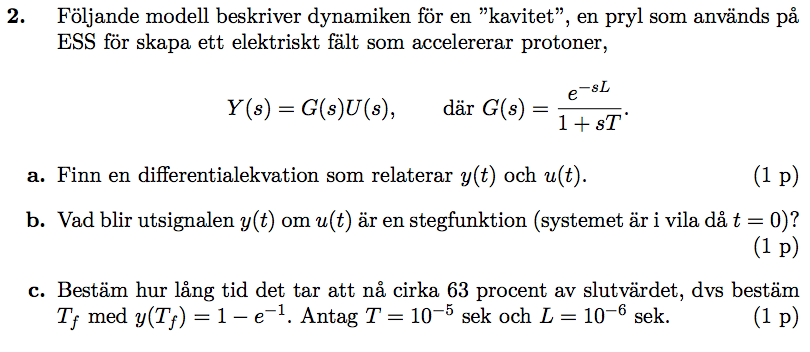 2. Följande modell beskriver dynamiken för en ”kavitet”, en pryl som används på
ESS för skapa ett elektriskt fält som accelererar protoner,
Y(s) = G(s)U(s), där G(s) = e^{-sL} / (1 + sT).
a. Finn en differentialekvation som relaterar y(t) och u(t). (1 p)
b. Vad blir utsignalen y(t) om u(t) är en stegfunktion (systemet är i vila då t = 0)?
(1 p)
c. Bestäm hur lång tid det tar att nå cirka 63 procent av slutvärdet, dvs bestäm
T_f med y(T_f) = 1 − e^{−1}. Antag T = 10^{−5} sek och L = 10^{−6} sek. (1 p)